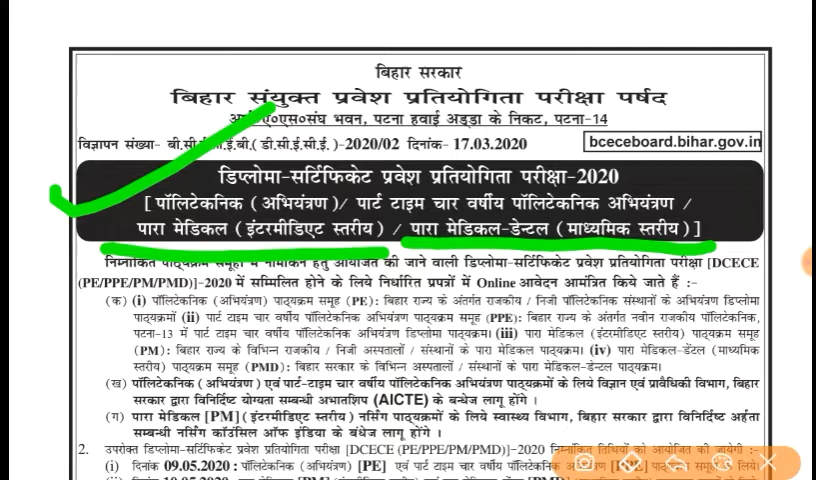 बिहार सरकार
बिहार संयुक्त प्रवेश प्रतियोगिता परीक्षा पर्षद
भवन, पटना हवाई अड्डा के निकट, पटना-14
विज्ञापन संख्या- ( डी.सी.ई.सी.ई. )-2020/02 दिनांक- 17.03.2020 bceceboard.bihar.gov.in
डिप्लोमा-सर्टिफिकेट प्रवेश प्रतियोगिता परीक्षा-2020
[ पॉलिटेकनिक ( अभियंत्रण )/ पार्ट टाइम चार वर्षीय पॉलिटेकनिक अभियंत्रण /
पारा मेडिकल ( इंटरमीडिएट स्तरीय ) / पारा मेडिकल-डेन्टल ( माध्यमिक स्तरीय ) ]
निम्नांकित पाठ्यक्रम समूहों में नामांकन हेतु आयोजित की जाने वाली डिप्लोमा-सर्टिफिकेट प्रवेश प्रतियोगिता परीक्षा [DCECE
(PE/PPE/PM/PMD)]-2020 में सम्मिलित होने के लिये निर्धारित प्रपत्रों में Online आवेदन आमंत्रित किये जाते हैं :-
(क) (i) पॉलिटेकनिक (अभियंत्रण) पाठ्यक्रम समूह (PE): बिहार राज्य के अंतर्गत राजकीय / निजी पॉलिटेकनिक संस्थानों के अभियंत्रण डिप्लोमा
पाठ्यक्रमों (ii) पार्ट टाइम चार वर्षीय पॉलिटेकनिक अभियंत्रण पाठ्यक्रम समूह (PPE): बिहार राज्य के अंतर्गत नवीन राजकीय पॉलिटेकनिक,
पटना-13 में पार्ट टाइम चार वर्षीय पॉलिटेकनिक अभियंत्रण डिप्लोमा पाठ्यक्रम। (iii) पारा मेडिकल (इंटरमीडिएट स्तरीय) पाठ्यक्रम समूह
(PM): बिहार राज्य के विभिन्न राजकीय / निजी अस्पतालों / संस्थानों के पारा मेडिकल पाठ्यक्रम। (iv) पारा मेडिकल-डेंटल (माध्यमिक
स्तरीय) पाठ्यक्रम समूह (PMD): बिहार सरकार के विभिन्न अस्पतालों / संस्थानों के पारा मेडिकल-डेन्टल पाठ्यक्रम।
(ख) पॉलिटेकनिक ( अभियंत्रण ) एवं पार्ट-टाइम चार वर्षीय पॉलिटेकनिक अभियंत्रण पाठ्यक्रमों के लिये विज्ञान एवं प्रावैधिकी विभाग, बिहार
सरकार द्वारा विनिर्दिष्ट योग्यता सम्बन्धी अभातशिप (AICTE) के बन्धेज लागू होंगे ।
(ग) पारा मेडिकल [PM] ( इंटरमीडिएट स्तरीय ) नर्सिंग पाठ्यक्रमों के लिये स्वास्थ्य विभाग, बिहार सरकार द्वारा विनिर्दिष्ट अर्हता
सम्बन्धी नर्सिंग कॉउंसिल ऑफ इंडिया के बंधेज लागू होंगे ।
2. उपरोक्त डिप्लोमा-सर्टिफिकेट प्रवेश प्रतियोगिता परीक्षा [DCECE (PE/PPE/PM/PMD)]-2020 निम्नांकित तिथियों को आयोजित की जायेगी :-
(i) दिनांक 09.05.2020 : पॉलिटेकनिक (अभियंत्रण) [PE] एवं पार्ट टाइम चार वर्षीय पॉलिटेकनिक